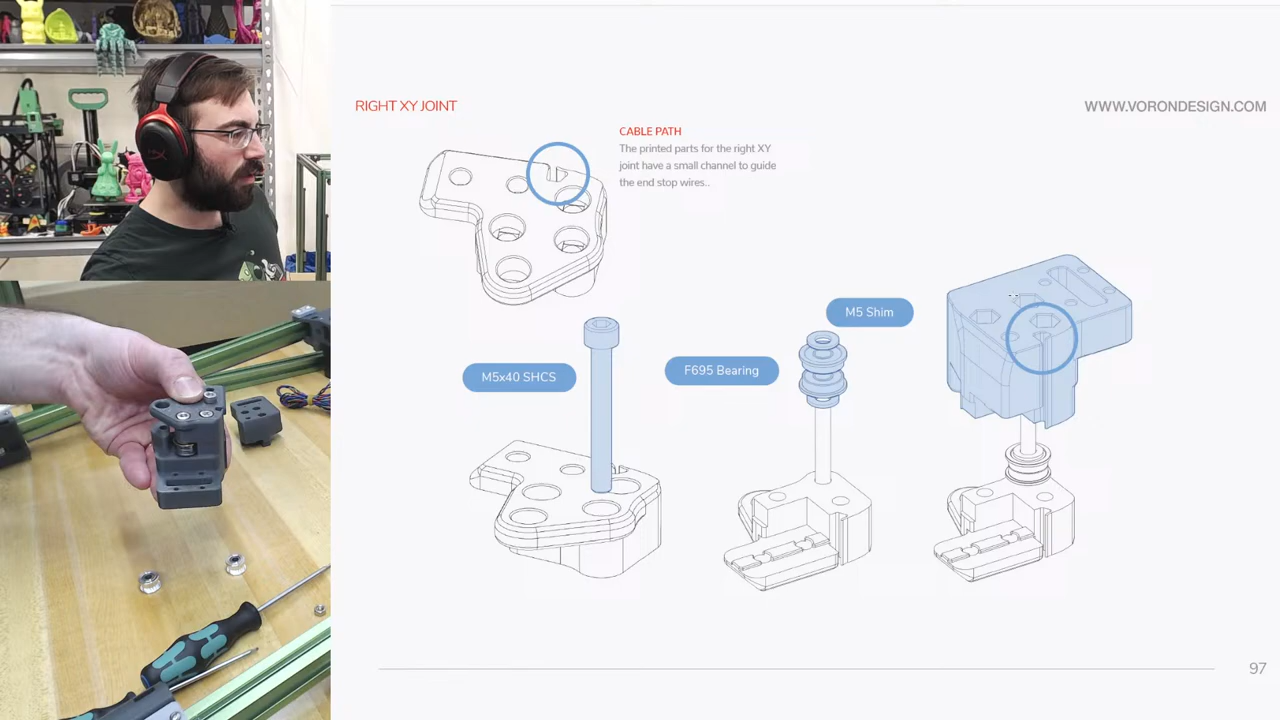 RIGHT XY JOINT
WWW.VORONDESIGN.COM
CABLE PATH
The printed parts for the right XY
joint have a small channel to guide
the end stop wires..
M5 Shim
M5x40 SHCS
F695 Bearing
97